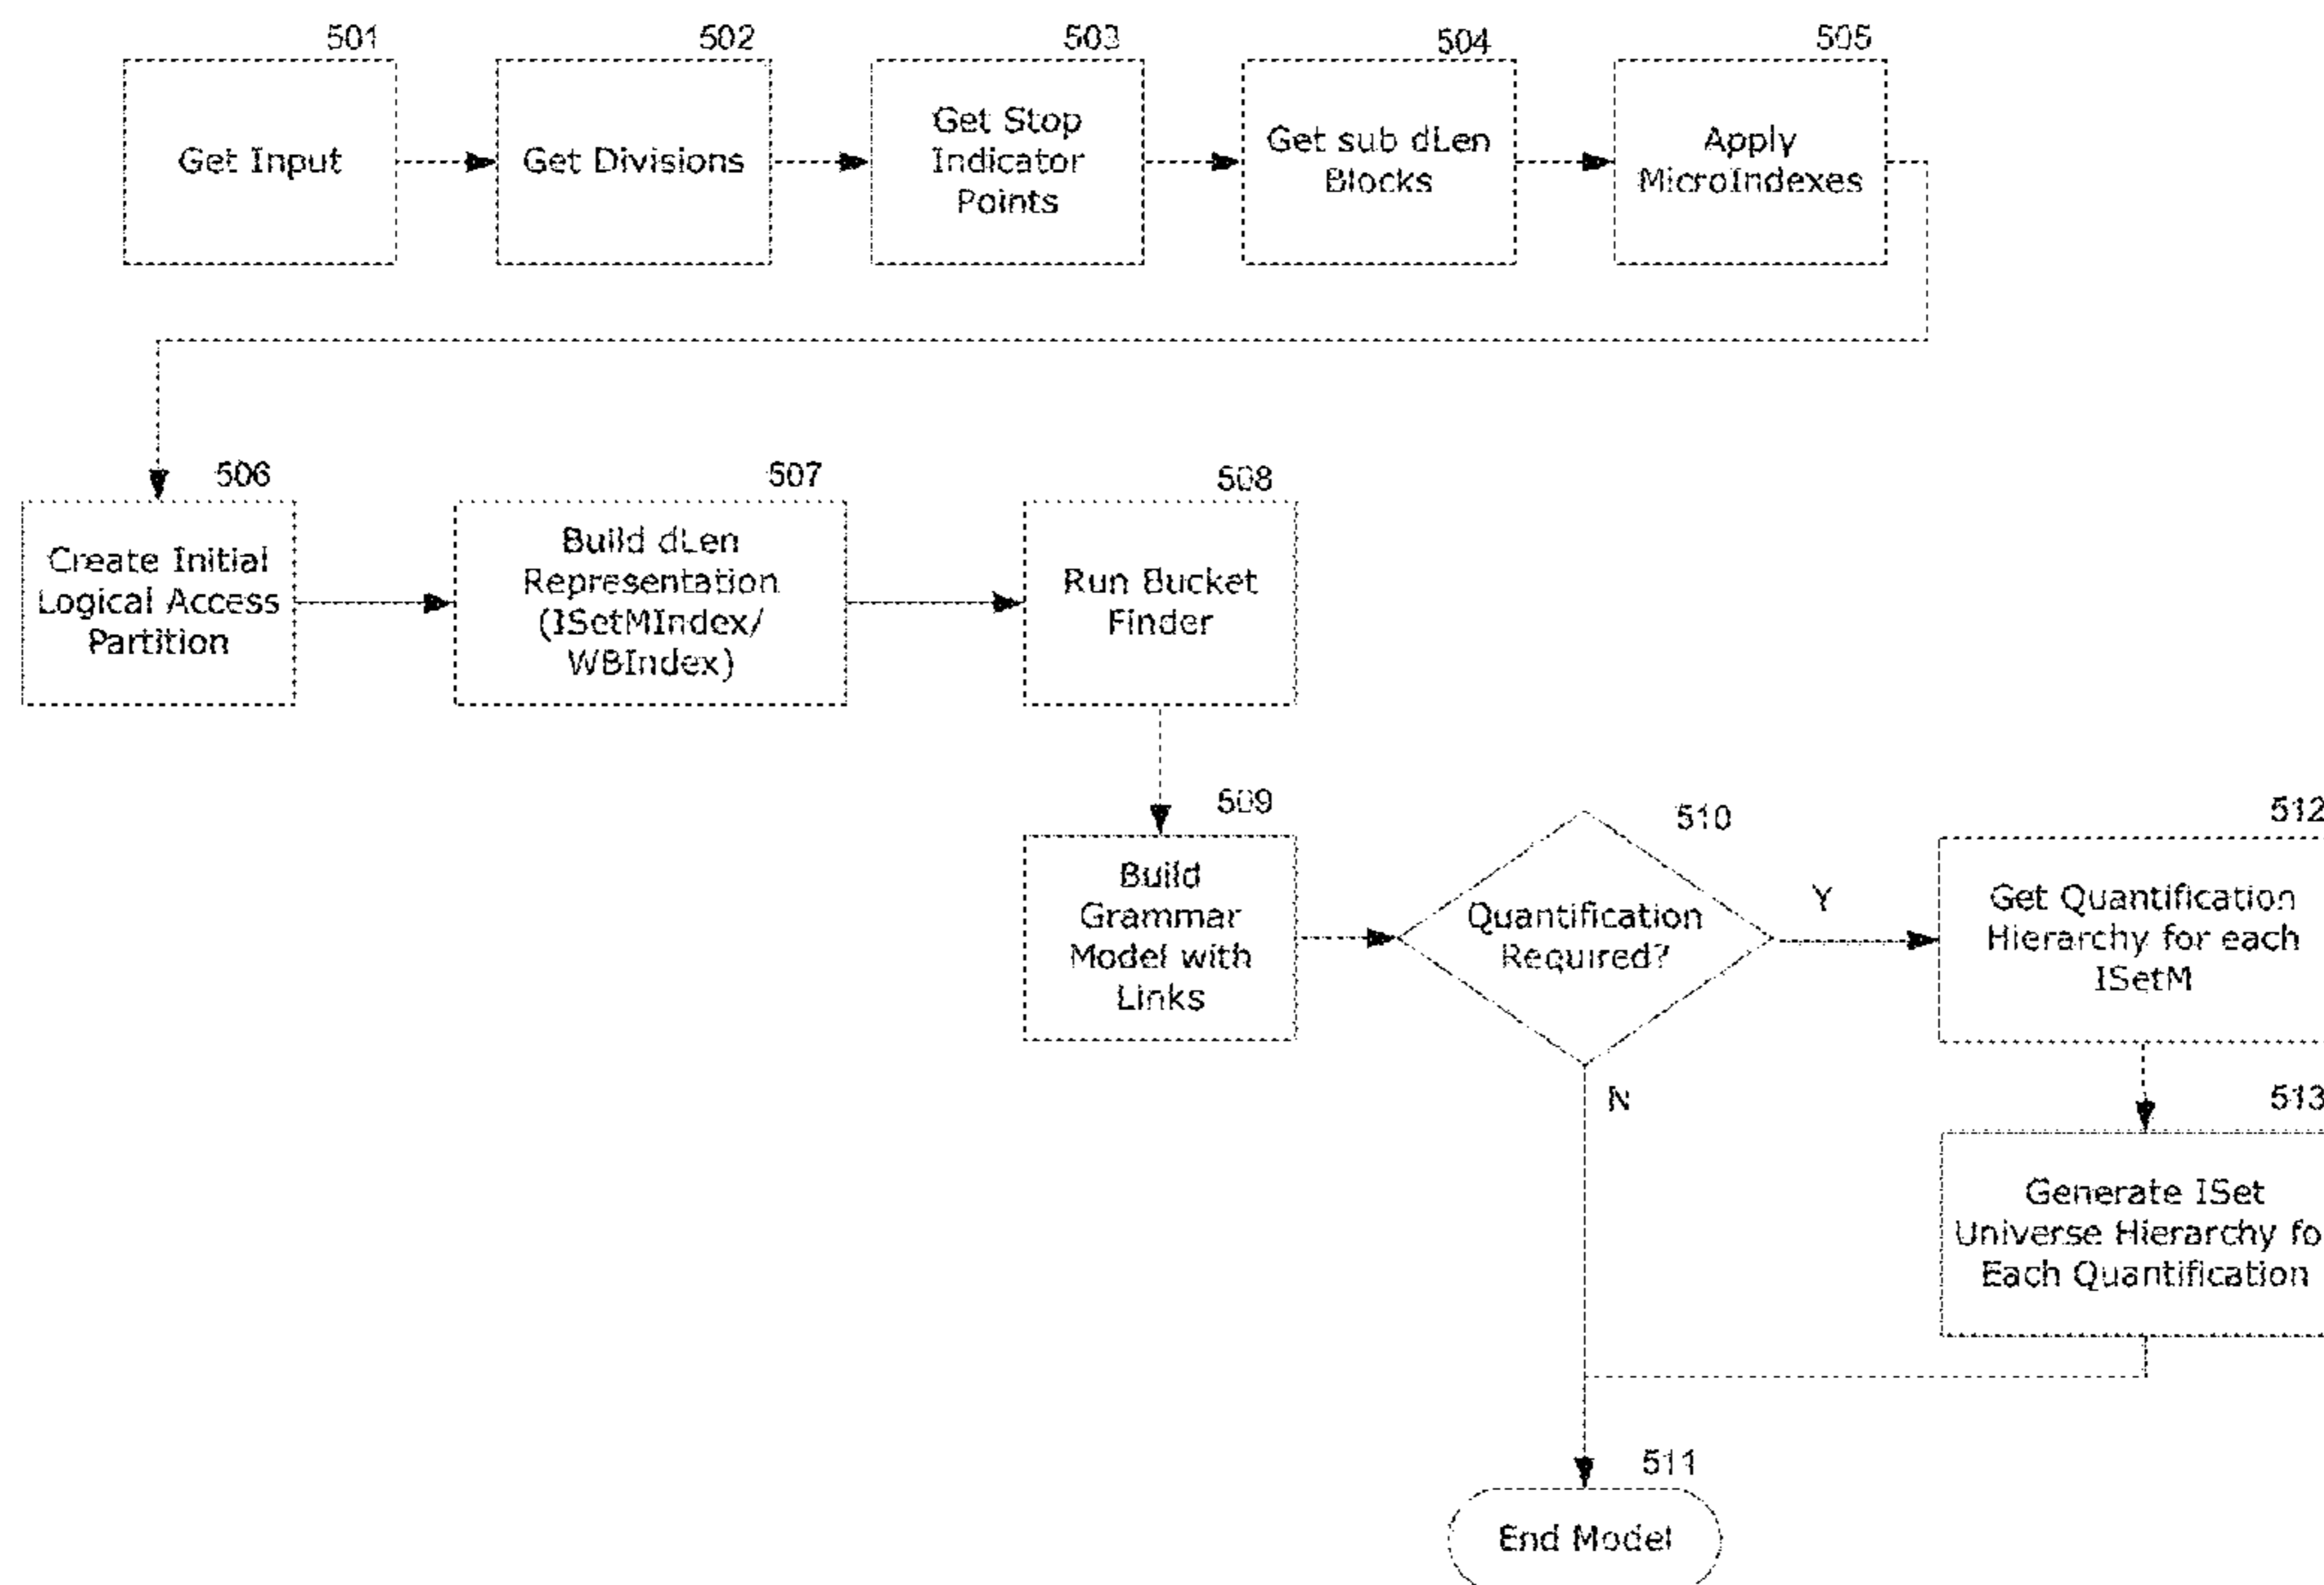 501
502
503
504
505
Get Input
Get Divisions
Get Stop
Indicator
Points
Get sub dLen
Blocks
Apply
MicroIndexes
506
507
508
Create Initial
Logical Access
Partition
Build dLen
Representation
(ISetMIndex/
WBIndex)
Run Bucket
Finder
509
510
512
Build
Grammar
Model with
Links
Quantification
Required?
Y
Get Quantification
Hierarchy for each
ISetM
N
513
Generate ISet
Universe Hierarchy fo
Each Quantification
511
End Model